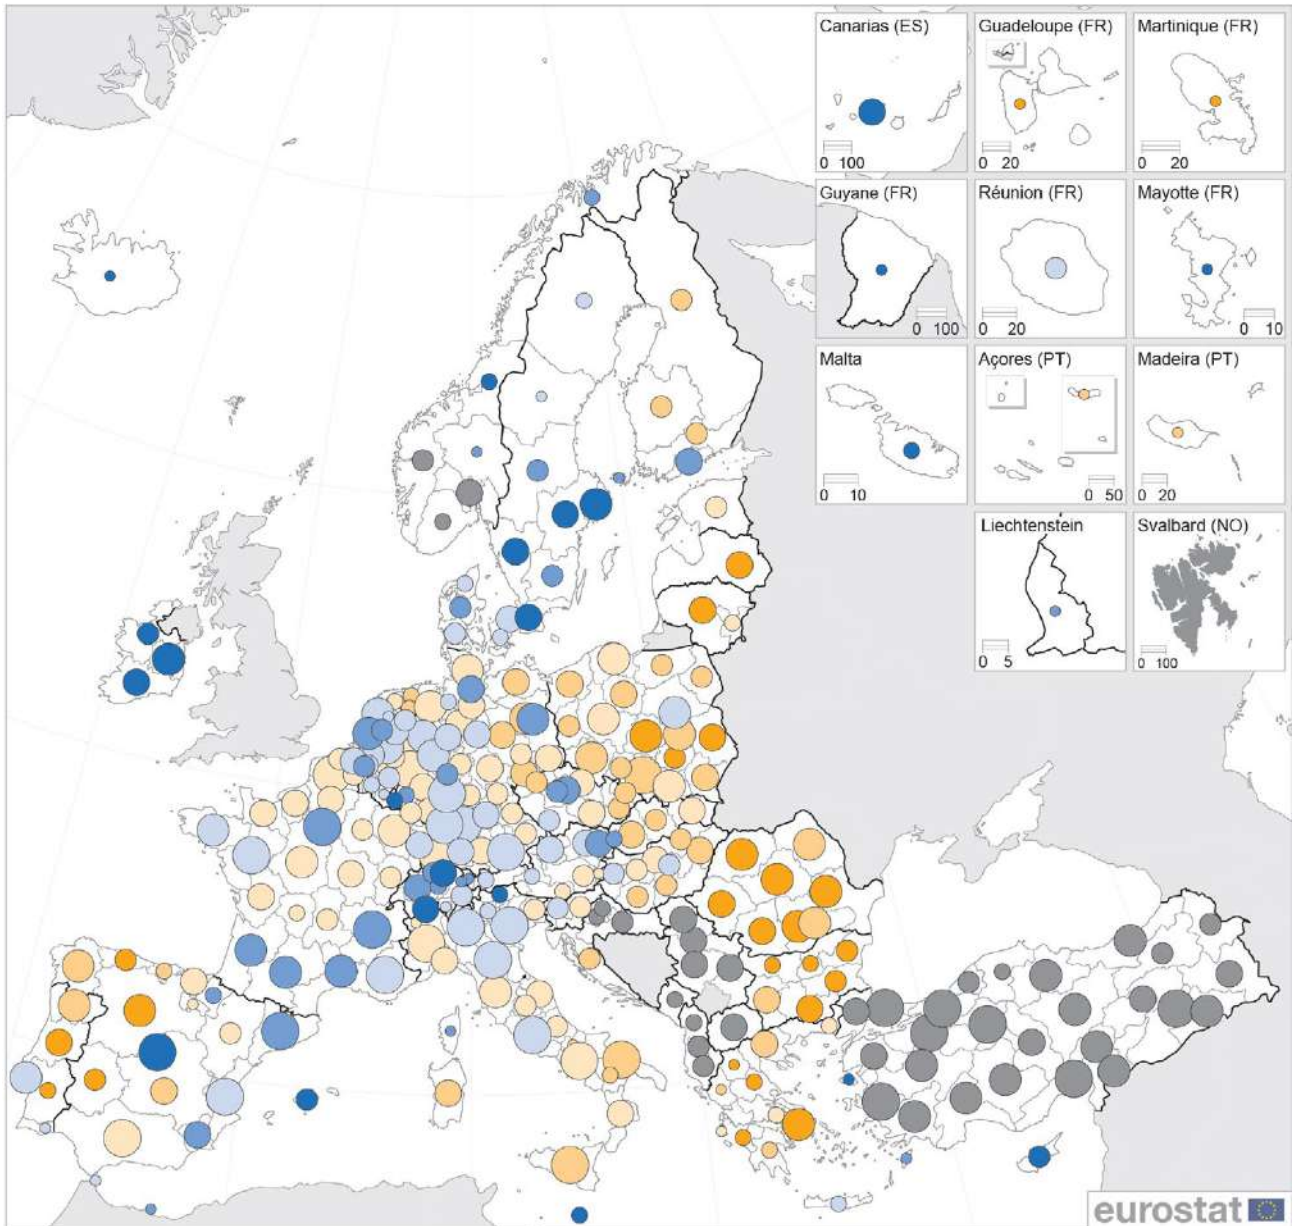 Canarias (ES)
0 100
Guadeloupe (FR)
0 20
Martinique (FR)
0 20
Guyane (FR)
0 100
Réunion (FR)
0 20
Mayotte (FR)
0 10
Malta
0 10
Açores (PT)
0 50
Madeira (PT)
0 20
Liechtenstein
0 5
Svalbard (NO)
0 100
eurostat